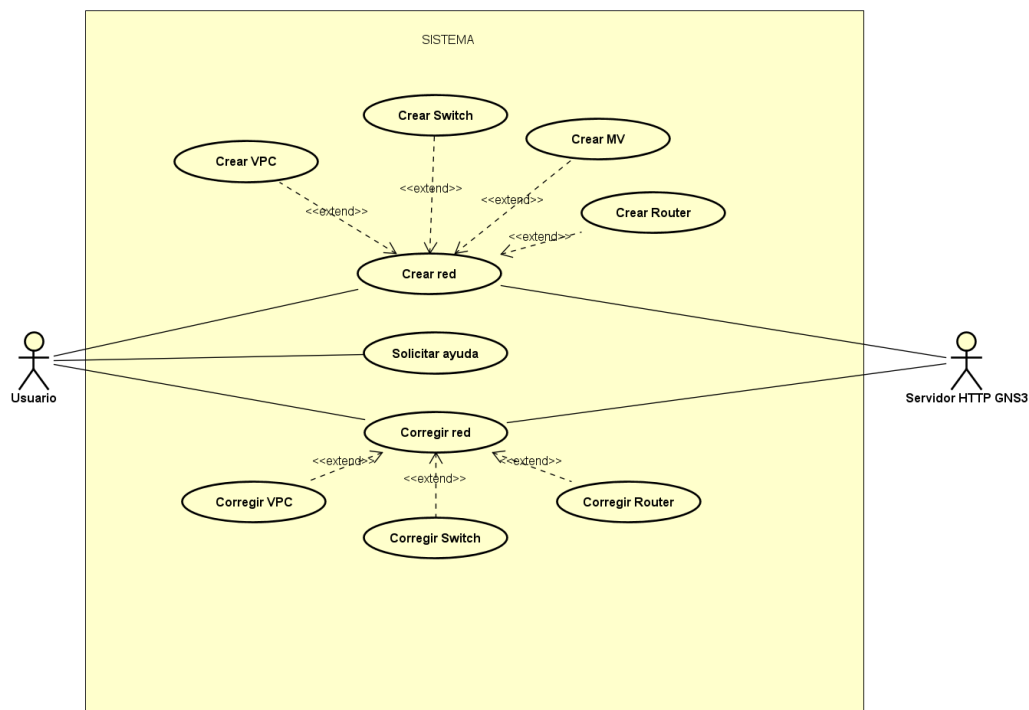 SISTEMA
Crear Switch
Crear MV
Crear VPC
<<extend>>
<<extend>>
<<extend>>
Crear Router
<<extend>>
Crear red
Solicitar ayuda
Usuario
Servidor HTTP GNS3
Corregir red
<<extend>>
<<extend>>
<<extend>>
Corregir VPC
Corregir Router
Corregir Switch